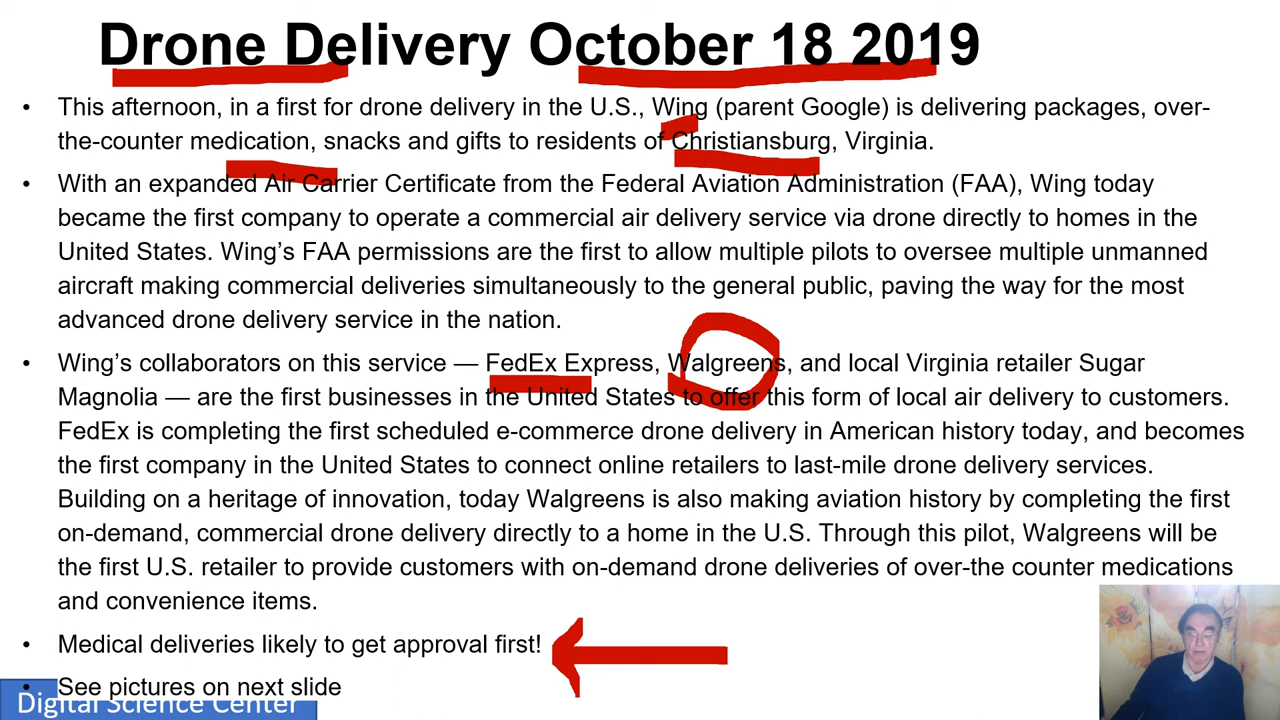 Drone Delivery October 18 2019
• This afternoon, in a first for drone delivery in the U.S., Wing (parent Google) is delivering packages, over-
the-counter medication, snacks and gifts to residents of Christiansburg, Virginia.
• With an expanded Air Carrier Certificate from the Federal Aviation Administration (FAA), Wing today
became the first company to operate a commercial air delivery service via drone directly to homes in the
United States. Wing’s FAA permissions are the first to allow multiple pilots to oversee multiple unmanned
aircraft making commercial deliveries simultaneously to the general public, paving the way for the most
advanced drone delivery service in the nation.
• Wing’s collaborators on this service — FedEx Express, Walgreens, and local Virginia retailer Sugar
Magnolia — are the first businesses in the United States to offer this form of local air delivery to customers.
FedEx is completing the first scheduled e-commerce drone delivery in American history today, and becomes
the first company in the United States to connect online retailers to last-mile drone delivery services.
Building on a heritage of innovation, today Walgreens is also making aviation history by completing the first
on-demand, commercial drone delivery directly to a home in the U.S. Through this pilot, Walgreens will be
the first U.S. retailer to provide customers with on-demand drone deliveries of over-the counter medications
and convenience items.
• Medical deliveries likely to get approval first!
• See pictures on next slide
Digital Science Center